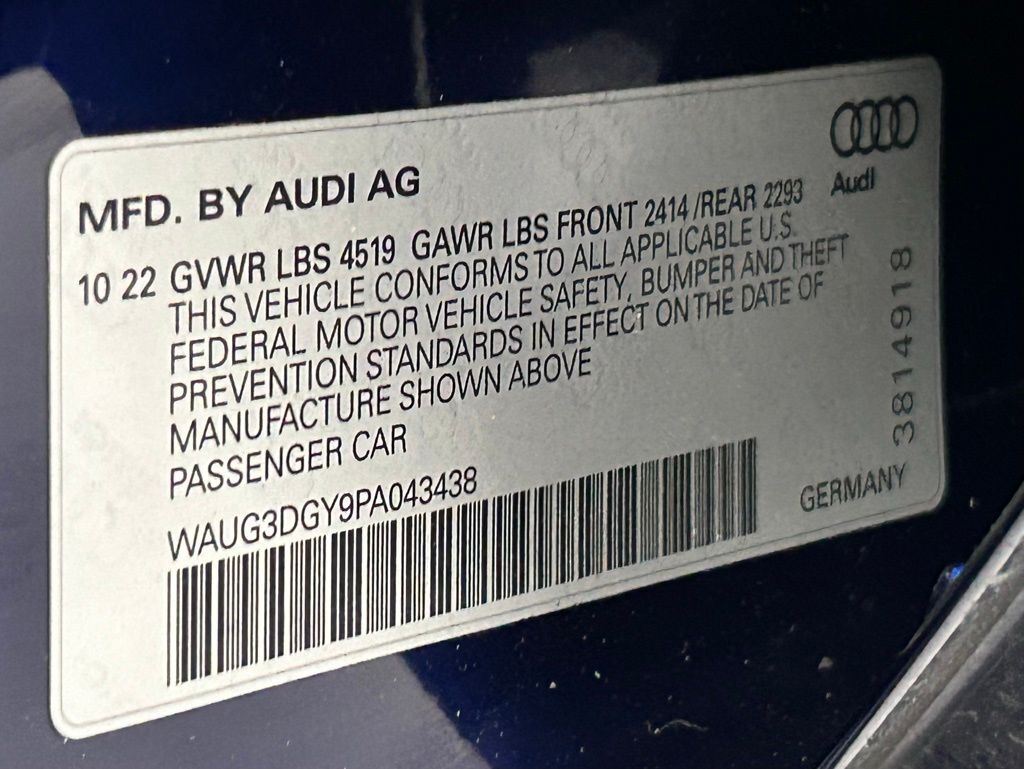 MFD. BY AUDI AG
Audi
10 22 GVWR LBS 4519 GAWR LBS FRONT 2414 /REAR 2293
THIS VEHICLE CONFORMS TO ALL APPLICABLE U.S.
FEDERAL MOTOR VEHICLE SAFETY, BUMPER AND THEFT
PREVENTION STANDARDS IN EFFECT ON THE DATE OF
MANUFACTURE SHOWN ABOVE
PASSENGER CAR
WAUG3DGY9PA043438
3814918
GERMANY